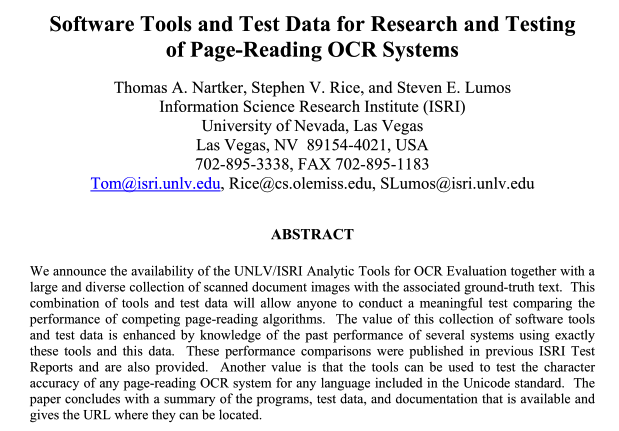 Software Tools and Test Data for Research and Testing
of Page-Reading OCR Systems
Thomas A. Nartker, Stephen V. Rice, and Steven E. Lumos
Information Science Research Institute (ISRI)
University of Nevada, Las Vegas
Las Vegas, NV 89154-4021, USA
702-895-3338, FAX 702-895-1183
Tom@isri.unlv.edu, Rice@cs.olemiss.edu, SLumos@isri.unlv.edu
ABSTRACT
We announce the availability of the UNLV/ISRI Analytic Tools for OCR Evaluation together with a
large and diverse collection of scanned document images with the associated ground-truth text. This
combination of tools and test data will allow anyone to conduct a meaningful test comparing the
performance of competing page-reading algorithms. The value of this collection of software tools
and test data is enhanced by knowledge of the past performance of several systems using exactly
these tools and this data. These performance comparisons were published in previous ISRI Test
Reports and are also provided. Another value is that the tools can be used to test the character
accuracy of any page-reading OCR system for any language included in the Unicode standard. The
paper concludes with a summary of the programs, test data, and documentation that is available and
gives the URL where they can be located.